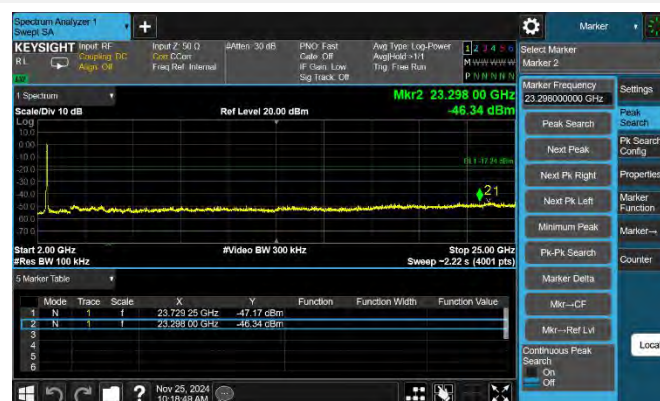 Spectrum Analyzer 1
Swept SA
+
Marker
KEYSIGHT Input: RF Input Z: 50 Ω #Atten: 30 dB PNO: Fast Avg Type: Log-Power 1 2 3 4 5 6
RL Coupling: DC Corr CCorr Gate: Off Avg|Hold >1/1 M W W W W W
Align: Off Freq Ref: Internal IF Gain: Low Trig: Free Run P N N N N N
Sig Track: Off
Select Marker
Marker 2
1 Spectrum
Mkr2 23.298 00 GHz
Scale/Div 10 dB Ref Level 20.00 dBm -46.34 dBm
Log
10.0
0.00
-10.0
-20.0
-30.0
-40.0
-50.0
-60.0
-70.0
2 1
Start 2.00 GHz #Video BW 300 kHz Stop 25.00 GHz
#Res BW 100 kHz Sweep ~2.22 s (4001 pts)
5 Marker Table
Mode Trace Scale X Y Function Function Width Function Value
1 N 1 f 23.729 25 GHz -47.17 dBm
2 N 1 f 23.298 00 GHz -46.34 dBm
3
4
5
6
Marker Frequency
23.298000000 GHz
Peak Search
Next Peak
Next Pk Right
Next Pk Left
Minimum Peak
Pk-Pk Search
Marker Delta
Mkr→CF
Mkr→Ref Lvl
Continuous Peak
Search
On
Off
Settings
Peak
Search
Pk Search
Config
Properties
Marker
Function
Marker→
Counter
Local
Nov 25, 2024
10:18:49 AM